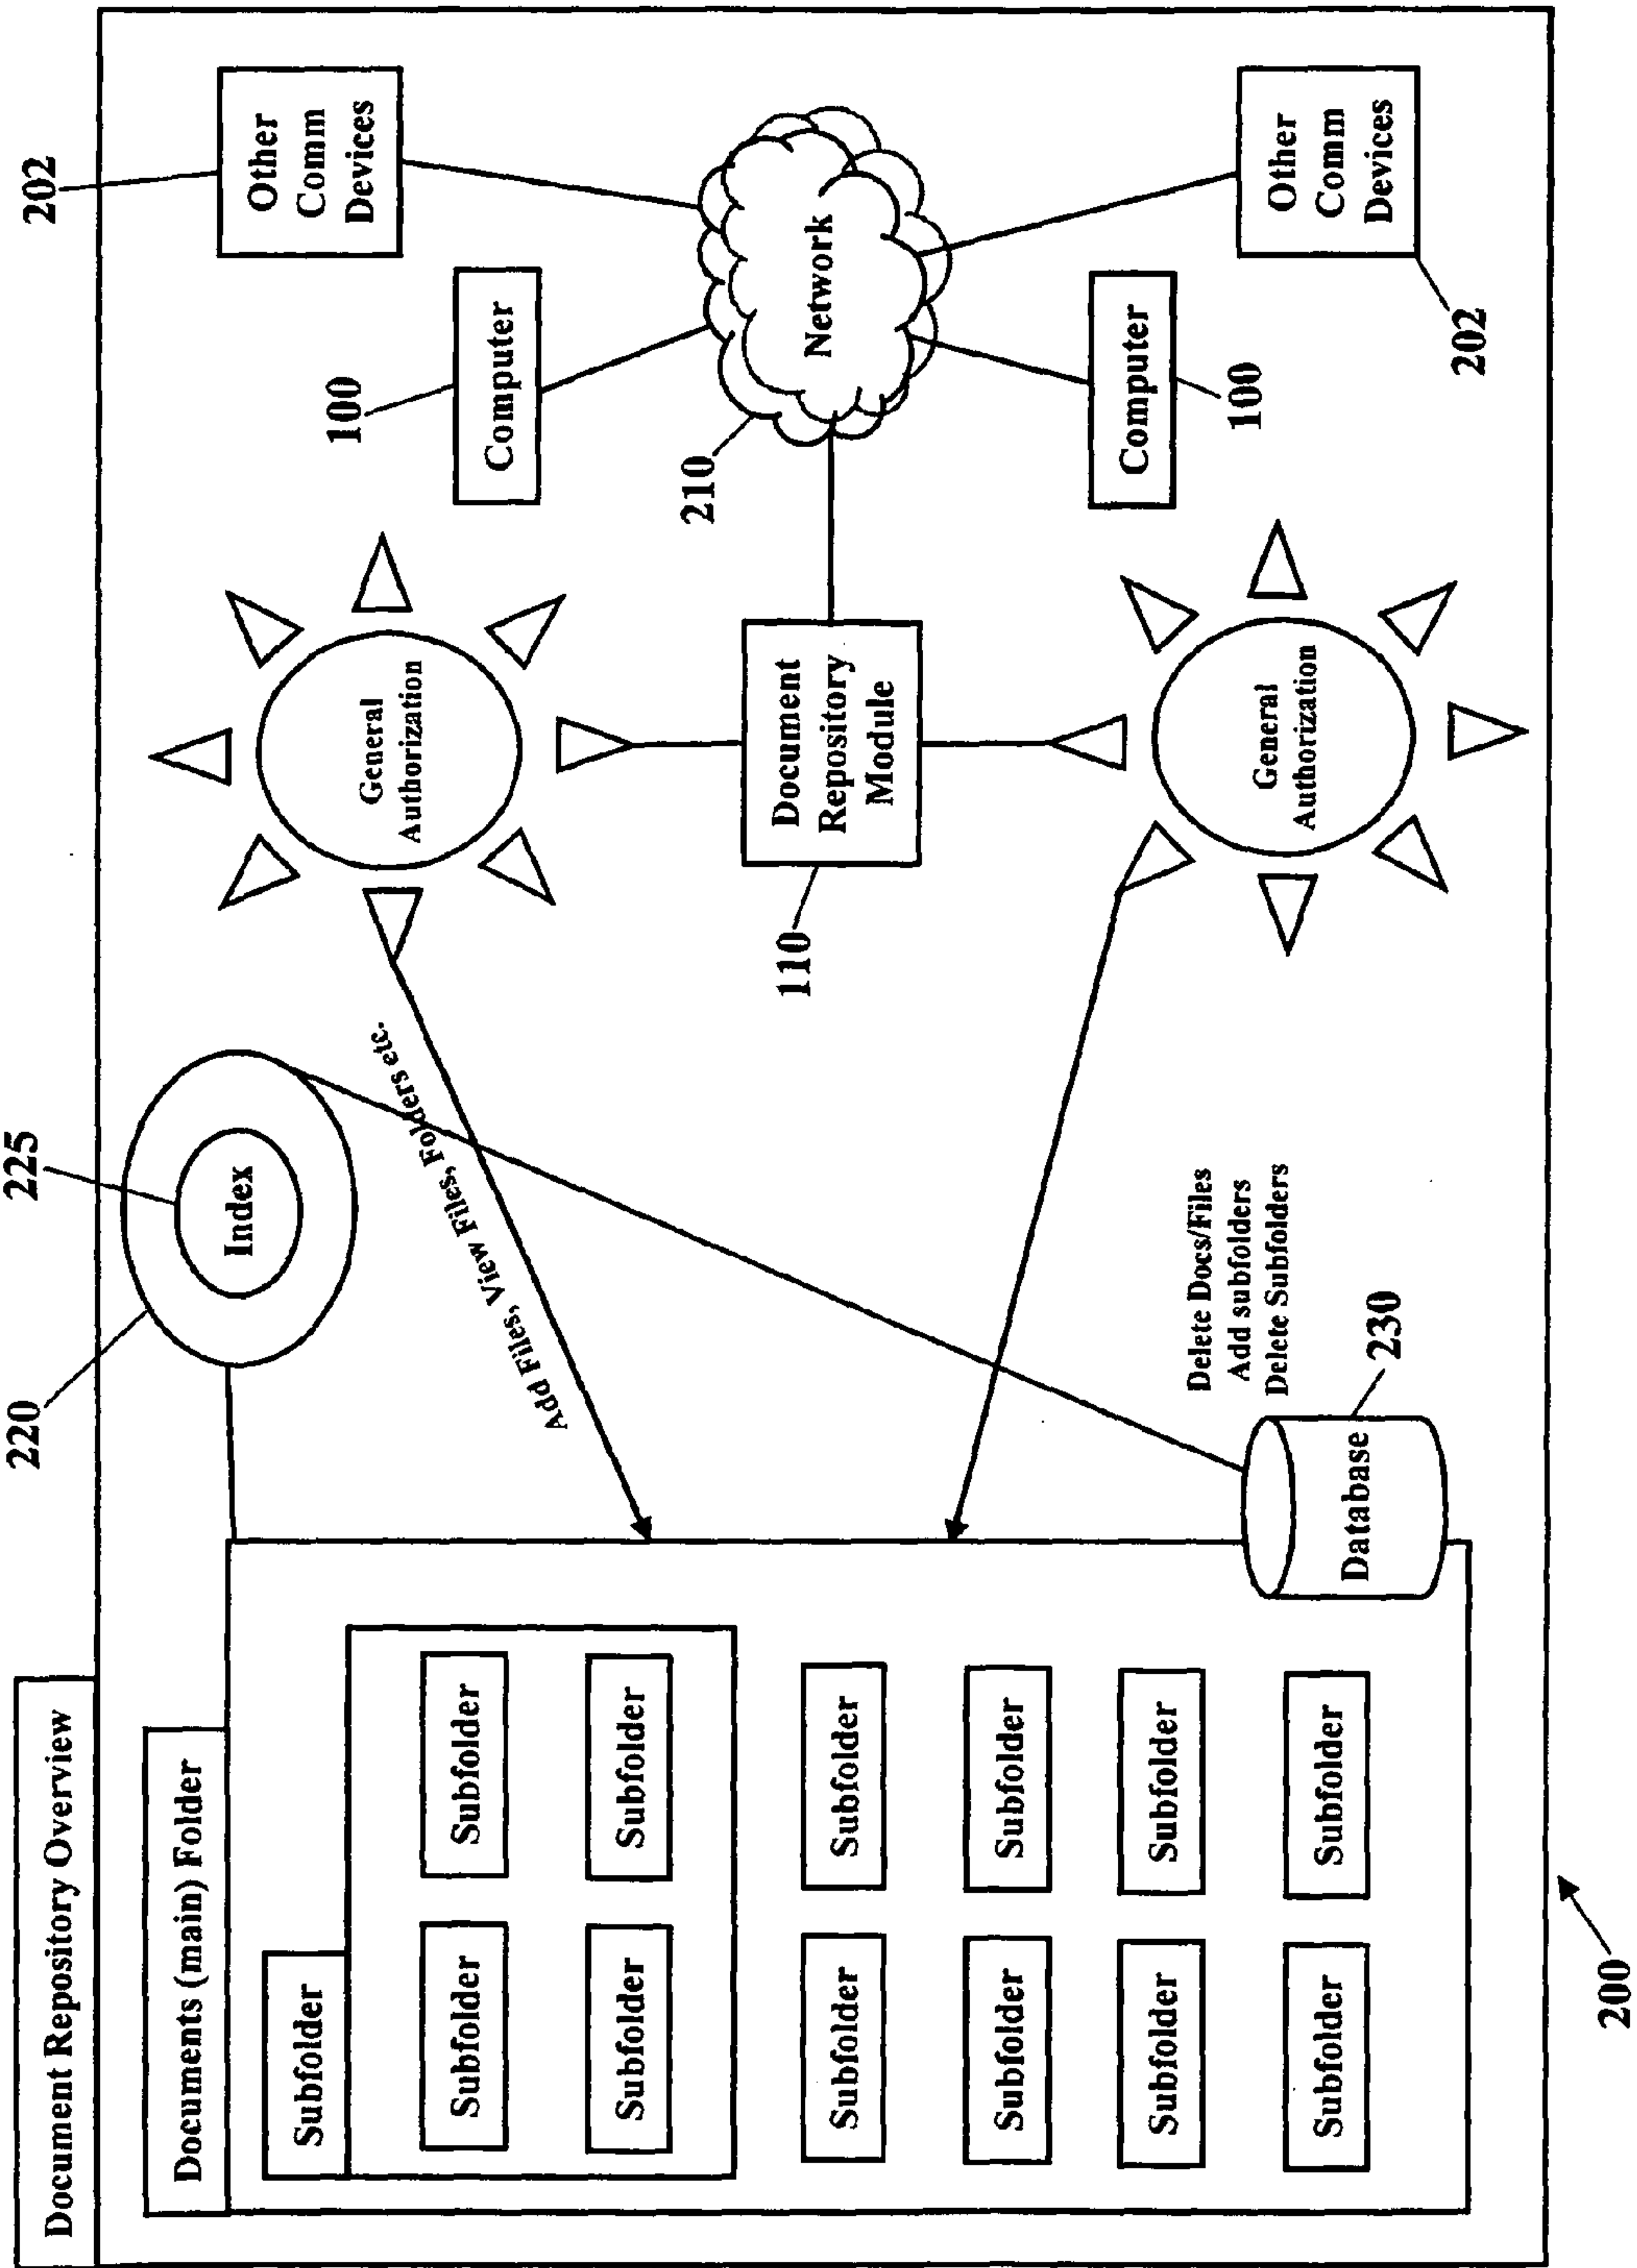 Document Repository Overview
Documents (main) Folder
220
225
202
Subfolder
Subfolder
Subfolder
Subfolder
Subfolder
Subfolder
Subfolder
Subfolder
Subfolder
Subfolder
Subfolder
Subfolder
Subfolder
Index
Add Files, View Files, Folders etc.
General
Authorization
100
Computer
Other
Comm
Devices
110
Document
Repository
Module
210
Network
Delete Docs/Files
Add subfolders
Delete Subfolders
230
Database
General
Authorization
Computer
100
Other
Comm
Devices
202
200